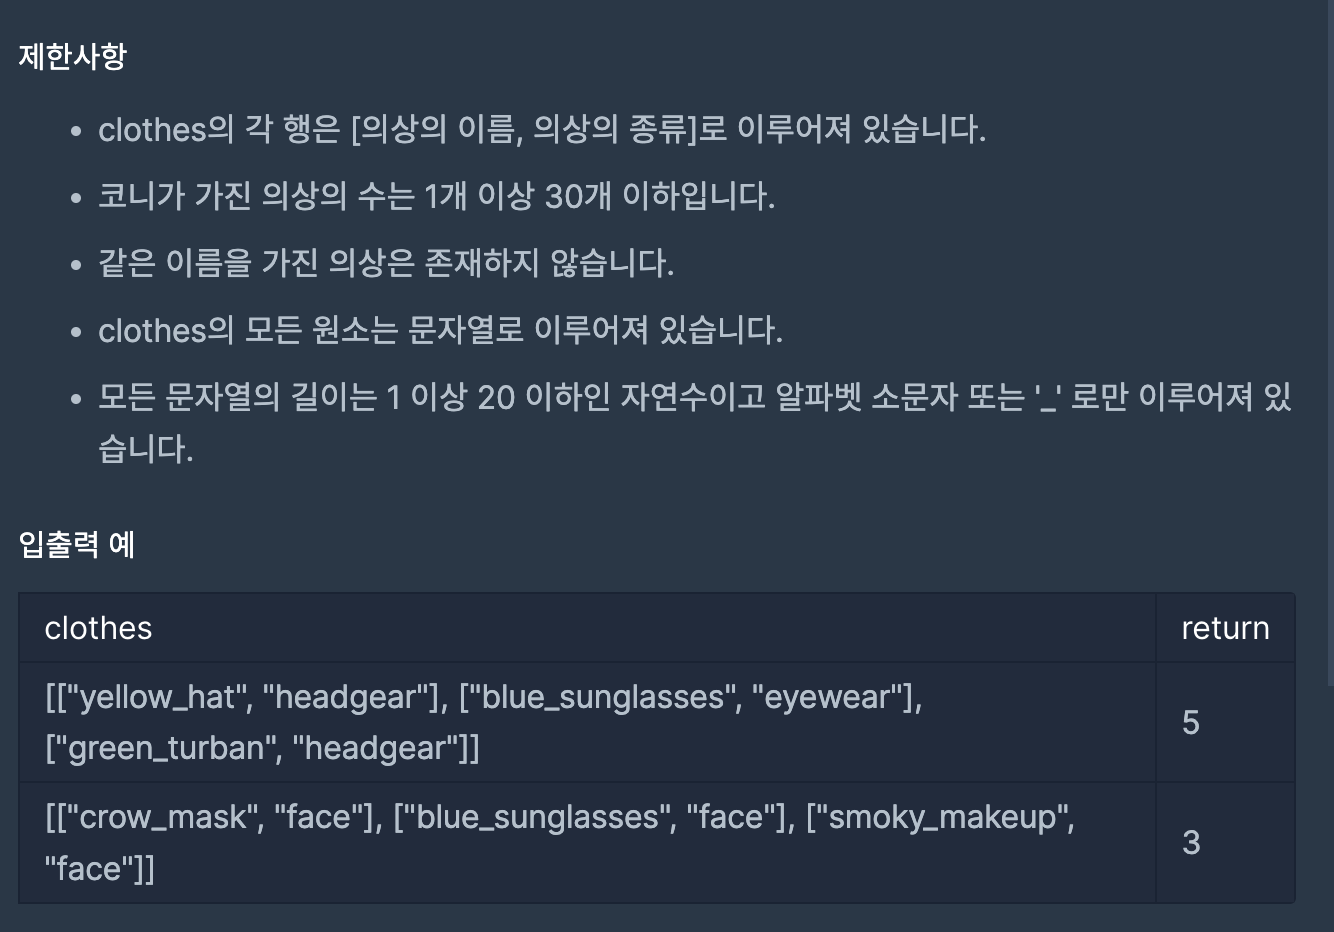 제한사항
• clothes의 각 행은 [의상의 이름, 의상의 종류]로 이루어져 있습니다.
• 코니가 가진 의상의 수는 1개 이상 30개 이하입니다.
• 같은 이름을 가진 의상은 존재하지 않습니다.
• clothes의 모든 원소는 문자열로 이루어져 있습니다.
• 모든 문자열의 길이는 1 이상 20 이하인 자연수이고 알파벳 소문자 또는 '_' 로만 이루어져 있
습니다.
입출력 예
clothes return
[["yellow_hat", "headgear"], ["blue_sunglasses", "eyewear"],
["green_turban", "headgear"]]
5
[["crow_mask", "face"], ["blue_sunglasses", "face"], ["smoky_makeup",
"face"]]
3